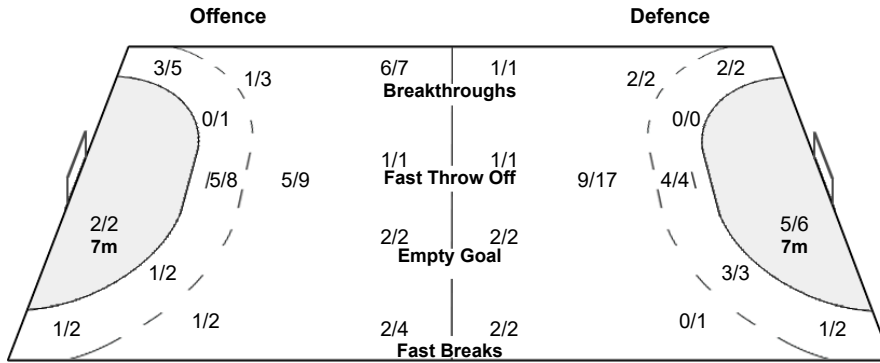 Offence Defence
3/5 1/3 6/7 1/1 2/2 2/2
Breakthroughs
0/1 0/0
1/1 1/1
5/8 5/9 Fast Throw Off 9/17 4/4
2/2 5/6
7m 7m
2/2 2/2
Empty Goal
1/2 3/3
1/2 1/2 2/4 2/2 0/1 1/2
Fast Breaks